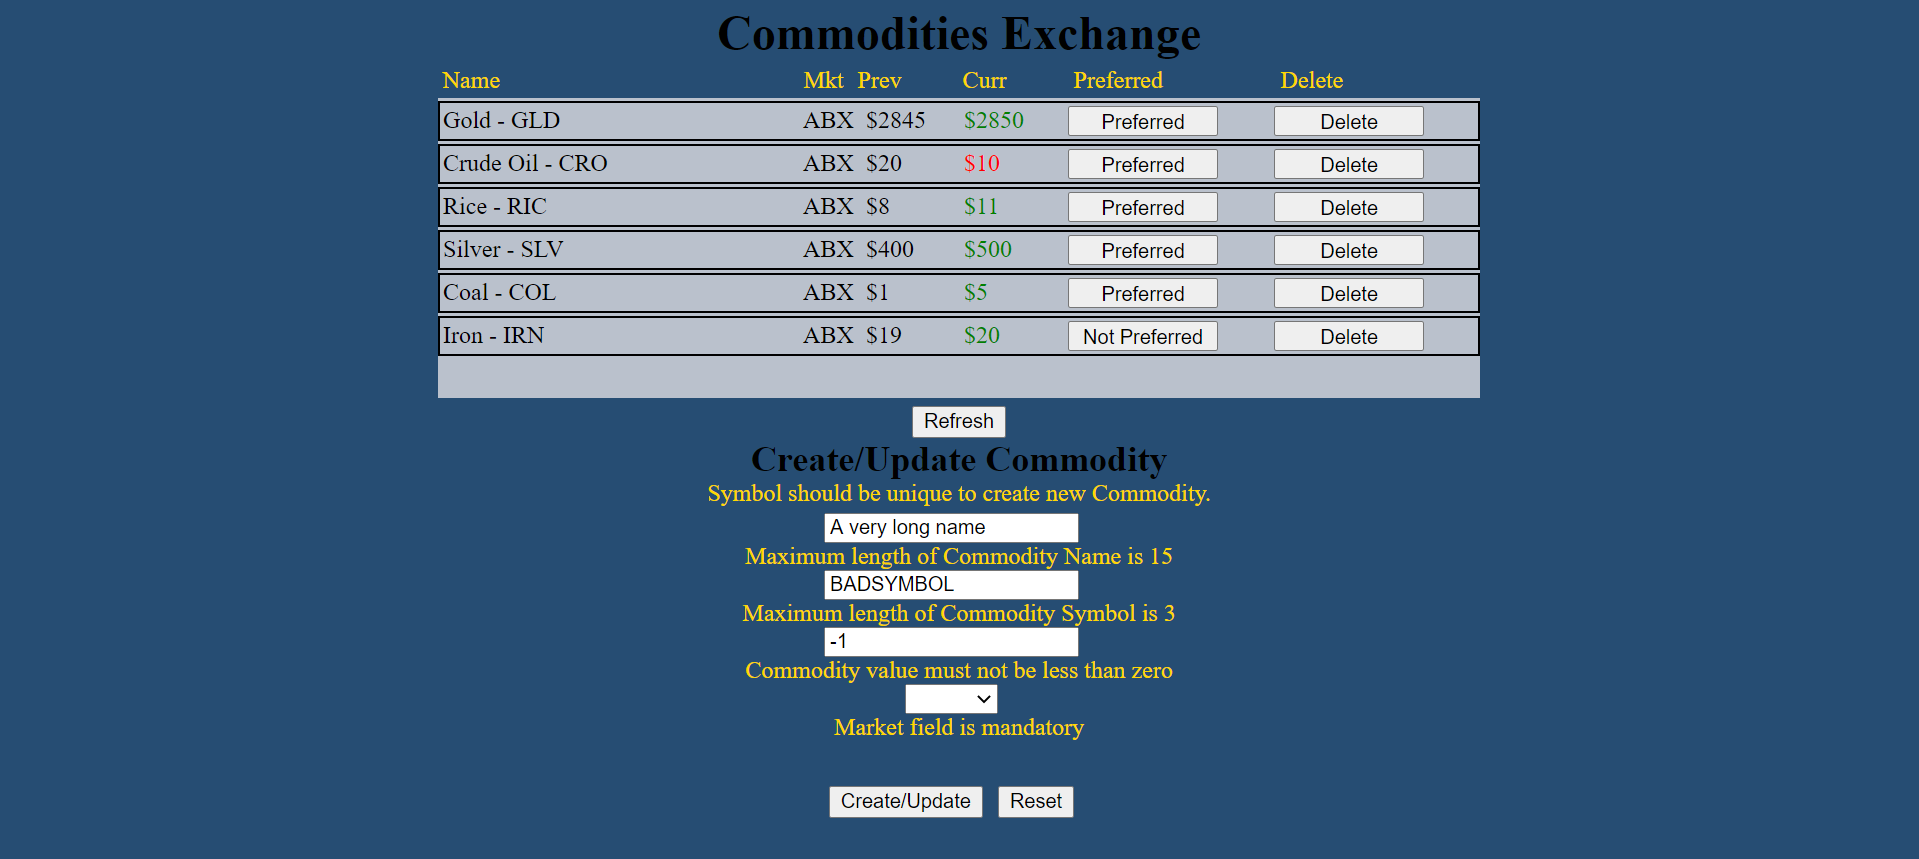 Commodities Exchange
Name Mkt Prev Curr Preferred Delete
Gold - GLD ABX $2845 $2850 Preferred Delete
Crude Oil - CRO ABX $20 $10 Preferred Delete
Rice - RIC ABX $8 $11 Preferred Delete
Silver - SLV ABX $400 $500 Preferred Delete
Coal - COL ABX $1 $5 Preferred Delete
Iron - IRN ABX $19 $20 Not Preferred Delete
Refresh
Create/Update Commodity
Symbol should be unique to create new Commodity.
A very long name
Maximum length of Commodity Name is 15
BADSYMBOL
Maximum length of Commodity Symbol is 3
-1
Commodity value must not be less than zero
Market field is mandatory
Create/Update Reset